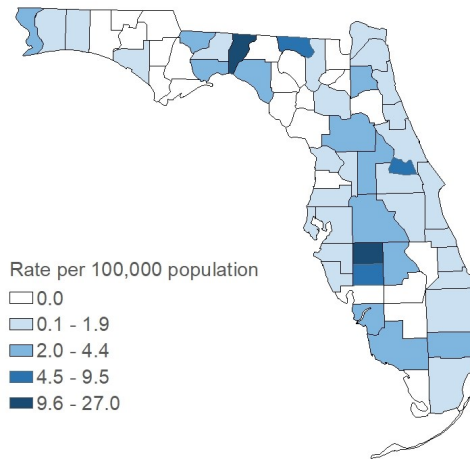 Rate per 100,000 population
0.0
0.1 - 1.9
2.0 - 4.4
4.5 - 9.5
9.6 - 27.0